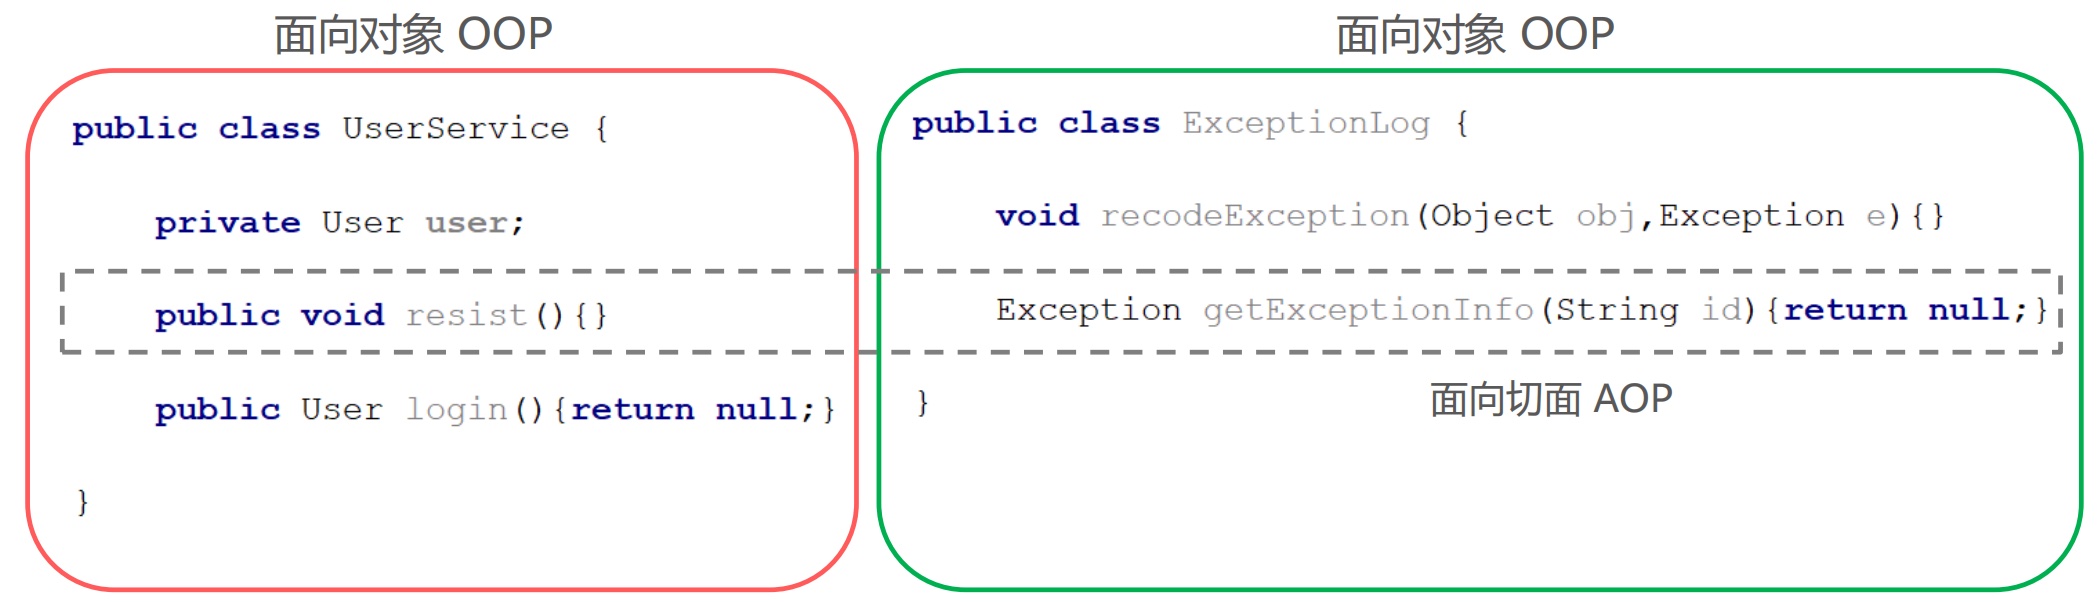 面向对象 OOP
public class UserService {
private User user;
public void resist(){}
public User login(){return null;}
}
面向对象 OOP
public class ExceptionLog {
void recodeException(Object obj,Exception e){}
Exception getExceptionInfo(String id){return null;}
}
面向切面 AOP